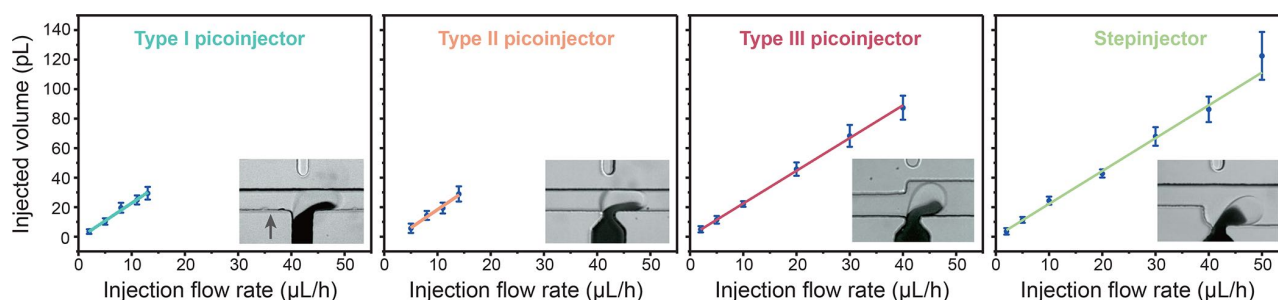 Injected volume (pL)
140
120
100
80
60
40
20
0
Type I picoinjector
0 10 20 30 40 50
Injection flow rate (µL/h)
Type II picoinjector
0 10 20 30 40 50
Injection flow rate (µL/h)
Type III picoinjector
0 10 20 30 40 50
Injection flow rate (µL/h)
Stepinjector
0 10 20 30 40 50
Injection flow rate (µL/h)